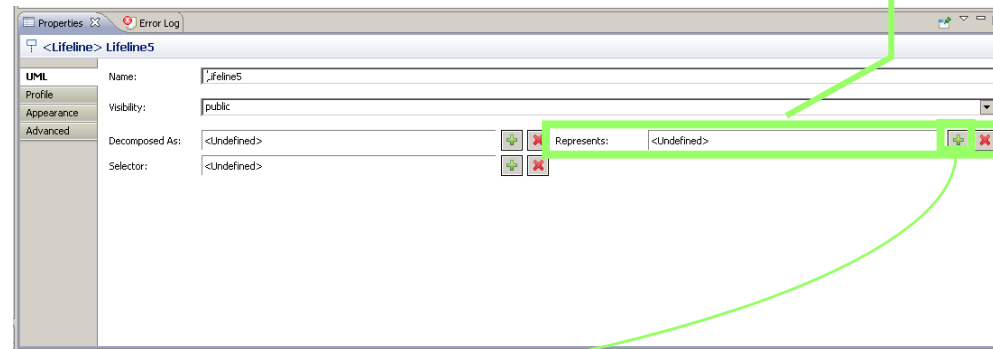 Properties Error Log
<Lifeline> Lifeline5
UML
Profile
Appearance
Advanced
Name: Lifeline5
Visibility: public
Decomposed As: <Undefined> Represents: <Undefined>
Selector: <Undefined>